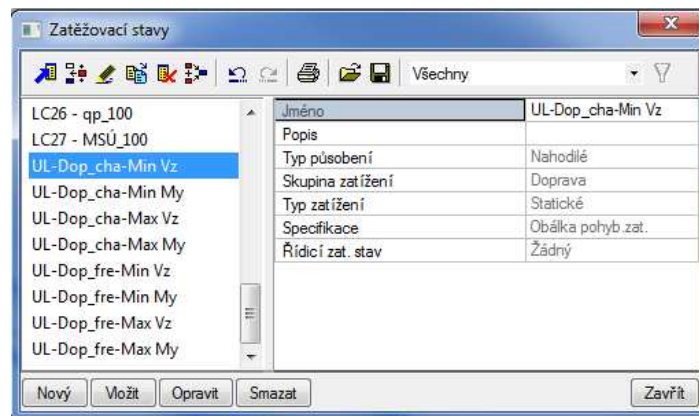 Zatěžovací stavy
Všechny
LC26 - qp_100
LC27 - MSÚ_100
UL-Dop_cha-Min Vz
UL-Dop_cha-Min My
UL-Dop_cha-Max Vz
UL-Dop_cha-Max My
UL-Dop_fre-Min Vz
UL-Dop_fre-Min My
UL-Dop_fre-Max Vz
UL-Dop_fre-Max My
Jméno UL-Dop_cha-Min Vz
Popis
Typ působení Nahodilé
Skupina zatížení Doprava
Typ zatížení Statické
Specifikace Obálka pohyb.zat.
Řídicí zat. stav Žádný
Nový Vložit Opravit Smazat Zavřít